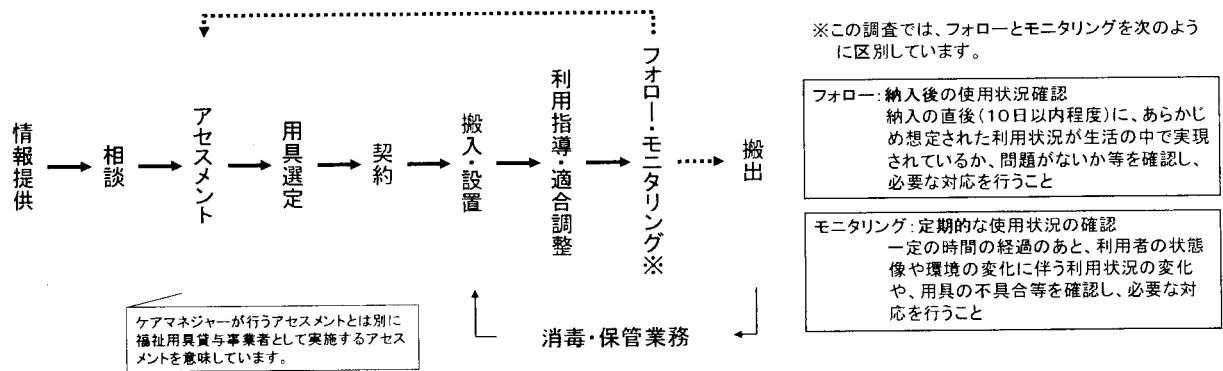 情報提供
相談
アセスメント
用具選定
契約
搬入・設置
利用指導・適合調整
フォロー・モニタリング※
搬出
消毒・保管業務
ケアマネジャーが行うアセスメントとは別に
福祉用具貸与事業者として実施するアセス
メントを意味しています。
※この調査では、フォローとモニタリングを次のよう
に区別しています。
フォロー：納入後の使用状況確認
納入の直後(10日以内程度)に、あらかじ
め想定された利用状況が生活の中で実現
されているか、問題がないか等を確認し、
必要な対応を行うこと
モニタリング：定期的な使用状況の確認
一定の時間の経過のあと、利用者の状態
像や環境の変化に伴う利用状況の変化
や、用具の不具合等を確認し、必要な対
応を行うこと